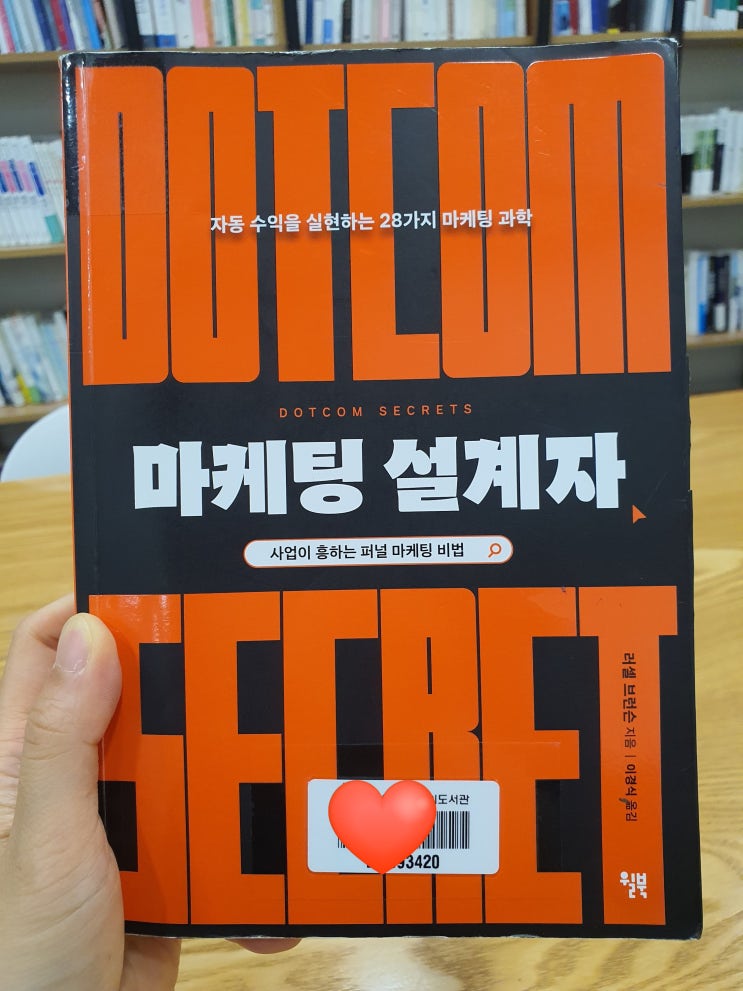 DOTCOM
자동 수익을 실현하는 28가지 마케팅 과학
DOTCOM SECRETS
마케팅 설계자
사업이 흥하는 퍼널 마케팅 비법
SECRET
러셀 브런슨 지음 | 이경식 옮김
도서관
93420
윌북